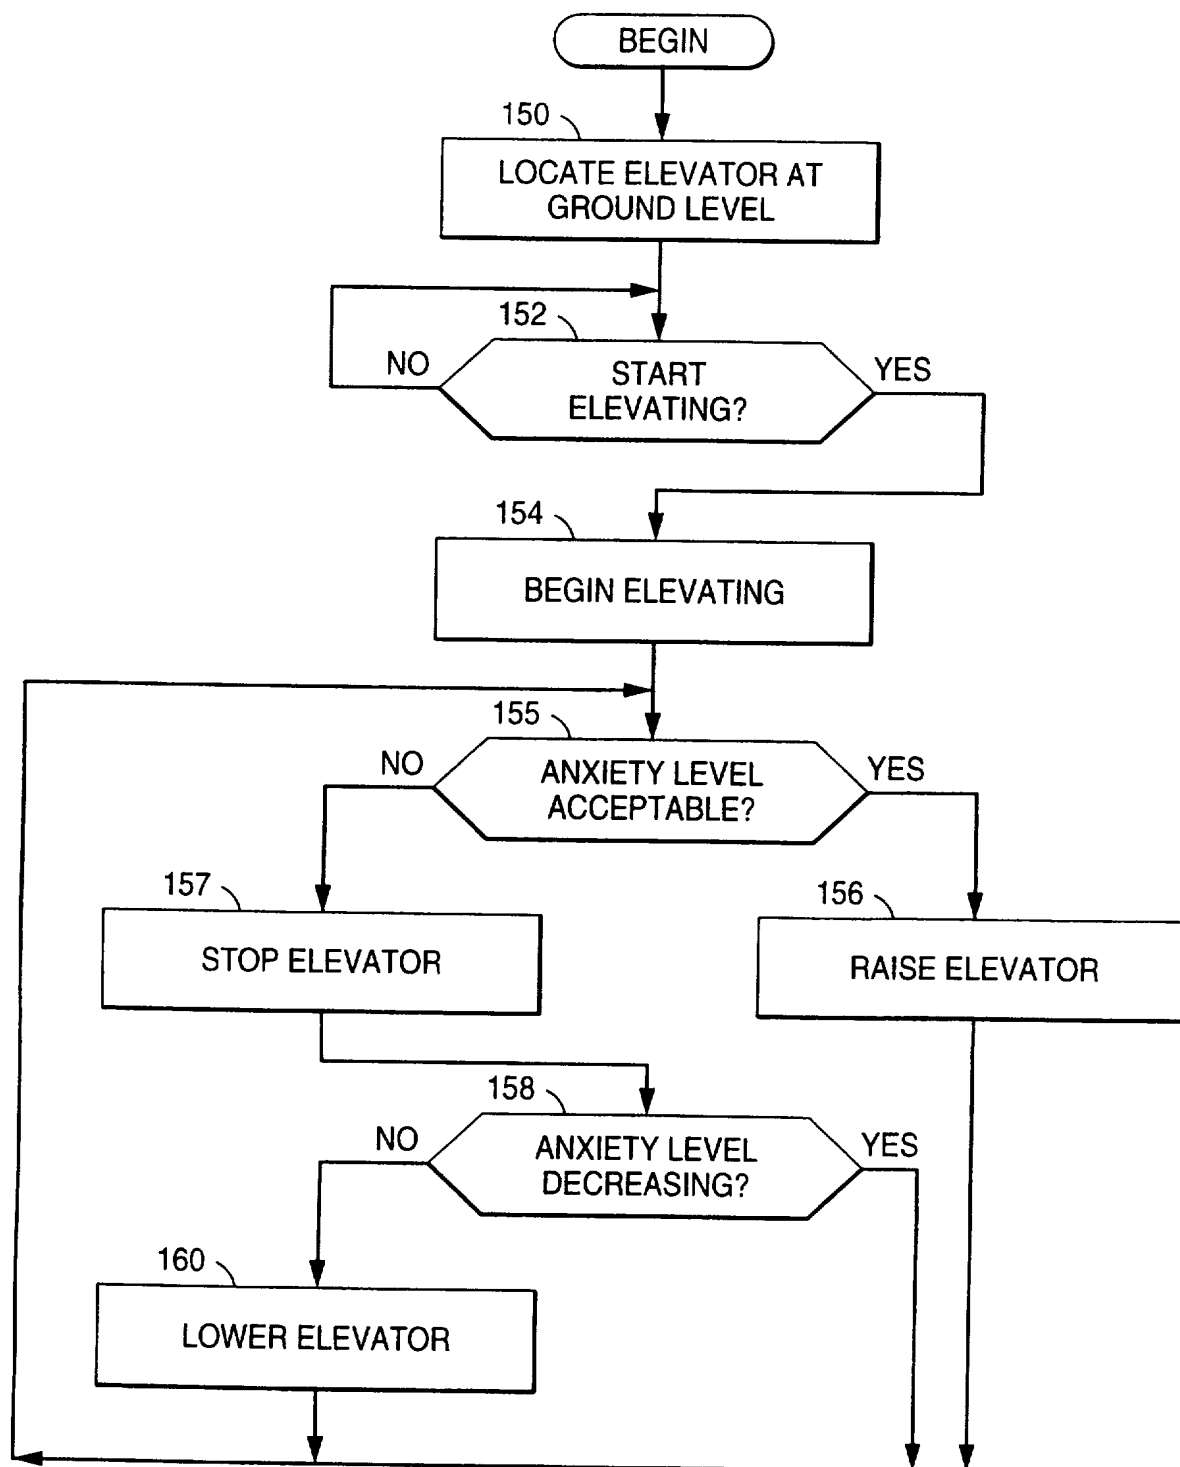 BEGIN
150
LOCATE ELEVATOR AT
GROUND LEVEL
152
NO
START
ELEVATING?
YES
154
BEGIN ELEVATING
155
NO
ANXIETY LEVEL
ACCEPTABLE?
YES
157
STOP ELEVATOR
156
RAISE ELEVATOR
158
NO
ANXIETY LEVEL
DECREASING?
YES
160
LOWER ELEVATOR